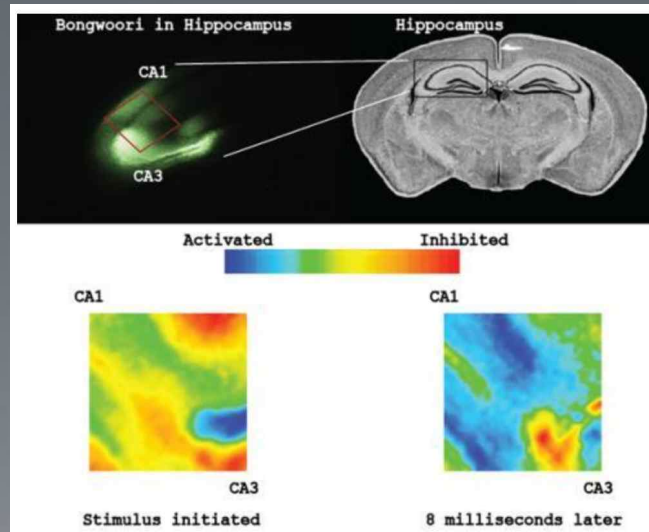 Bongwoori in Hippocampus
Hippocampus
CA1
CA3
Activated
Inhibited
CA1
CA1
CA3
CA3
Stimulus initiated
8 milliseconds later